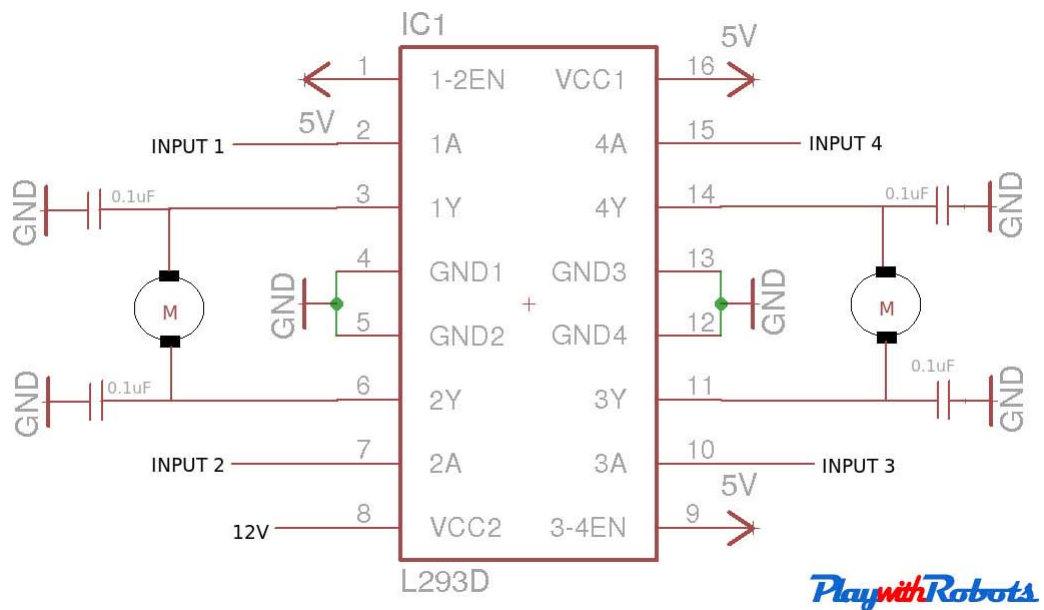 IC1
5V
1 1-2EN VCC1 16
5V
INPUT 1 2 1A 4A 15 INPUT 4
GND 0.1uF 3 1Y 4Y 14 0.1uF GND
4 GND1 GND3 13
M GND GND M
5 GND2 GND4 12
GND 0.1uF 6 2Y 3Y 11 0.1uF GND
INPUT 2 7 2A 3A 10 INPUT 3
5V
12V 8 VCC2 3-4EN 9
L293D
PlaywithRobots